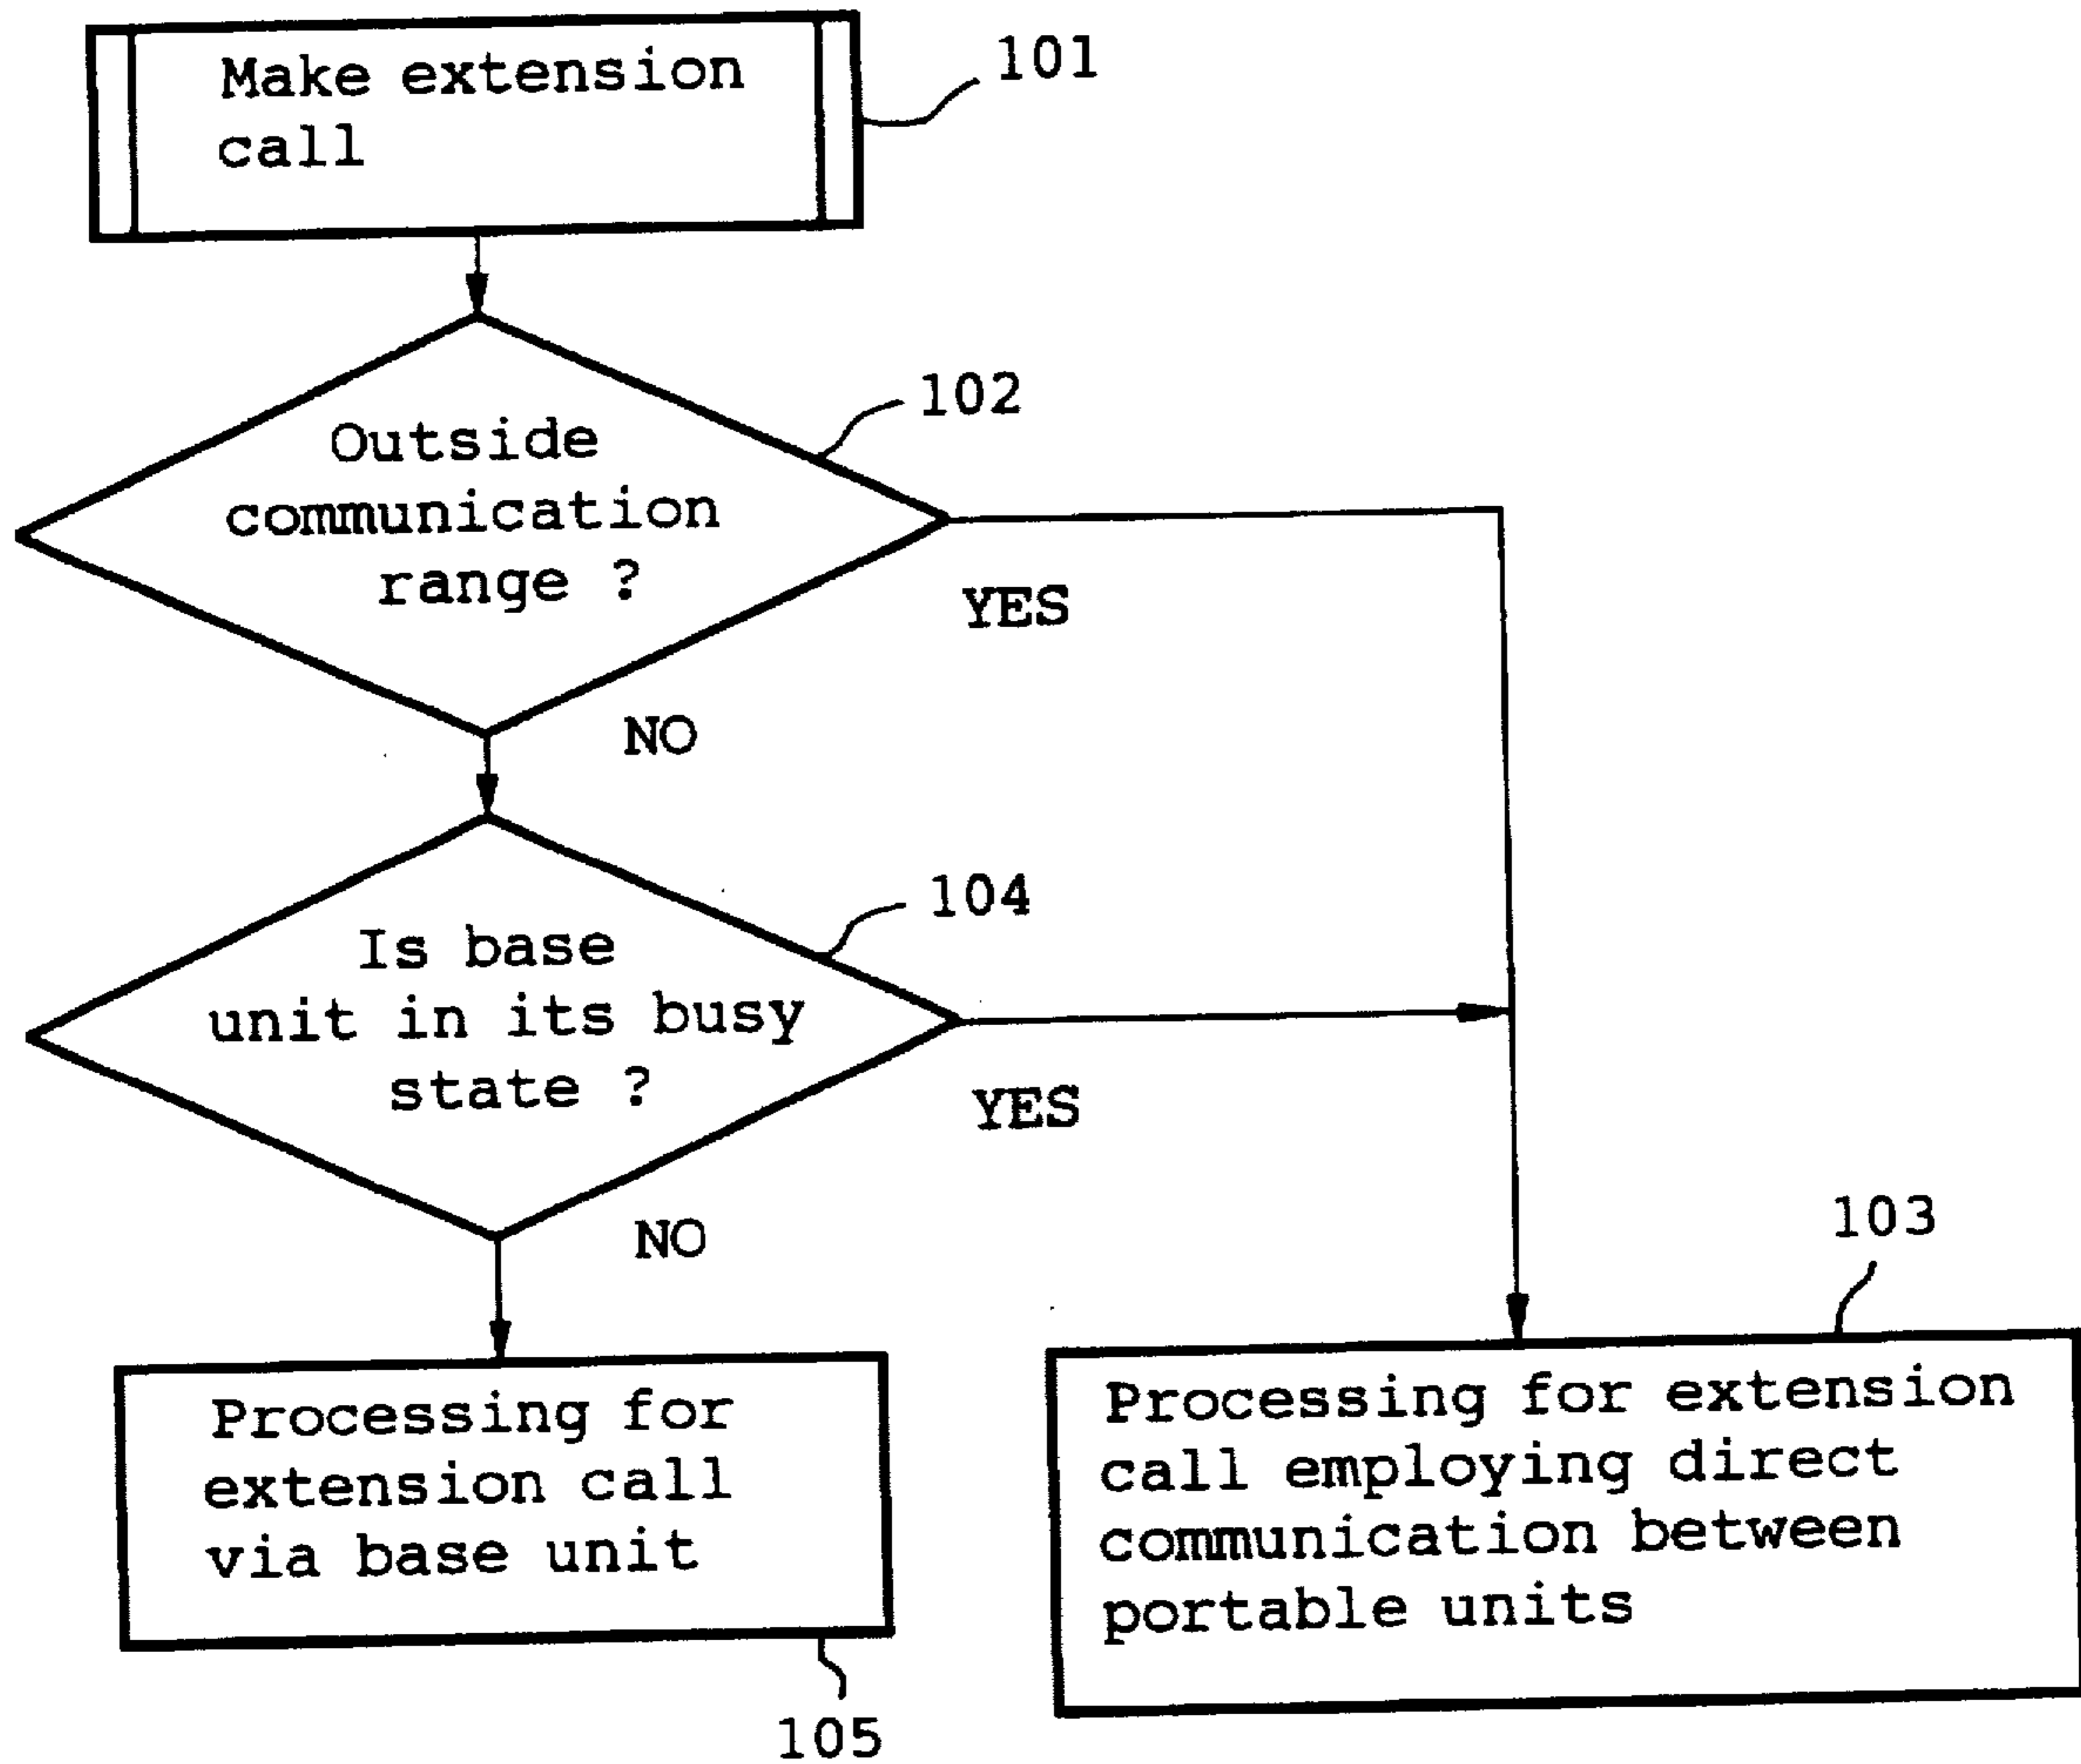 Make extension
call
101
Outside
communication
range ?
102
YES
NO
Is base
unit in its busy
state ?
104
YES
NO
103
Processing for
extension call
via base unit
105
Processing for extension
call employing direct
communication between
portable units